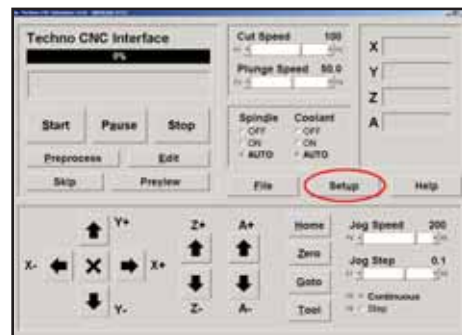 Techno CNC Interface
0%
Start Pause Stop
Preprocess Edit
Skip Preview
Cut Speed 100
Plunge Speed 50.0
Spindle Coolant
OFF OFF
ON ON
AUTO AUTO
X
Y
Z
A
File Setup Help
Y+
X- X+
Y-
Z+
Z-
A+
A-
Home
Zero
Goto
Tool
Jog Speed 200
Jog Step 0.1
Continuous
Step